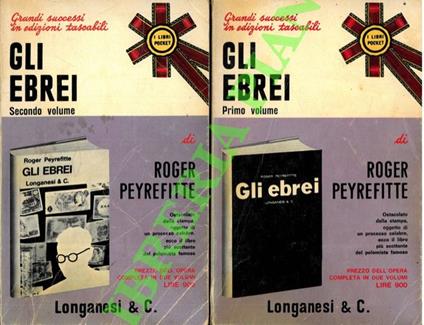 Grandi successi
in edizioni tascabili
I LIBRI
POCKET
GLI
EBREI
Secondo volume
di
ROGER
PEYREFITTE
Roger Peyrefitte
GLI EBREI
Longanesi & C.
Ostacolato
dalla stampa,
oggetto di
un processo celebre,
ecco il libro
più scottante
del polemista famoso
PREZZO DELL'OPERA
COMPLETA IN DUE VOLUMI
LIRE 900
Longanesi & C.
Grandi successi
in edizioni tascabili
I LIBRI
POCKET
GLI
EBREI
Primo volume
di
ROGER
PEYREFITTE
ROGER PEYREFITTE
Gli ebrei
LONGANESI & C.
Ostacolato
dalla stampa,
oggetto di
un processo celebre,
ecco il libro
più scottante
del polemista famoso
PREZZO DELL'OPERA
COMPLETA IN DUE VOLUMI
LIRE 900
Longanesi & C.